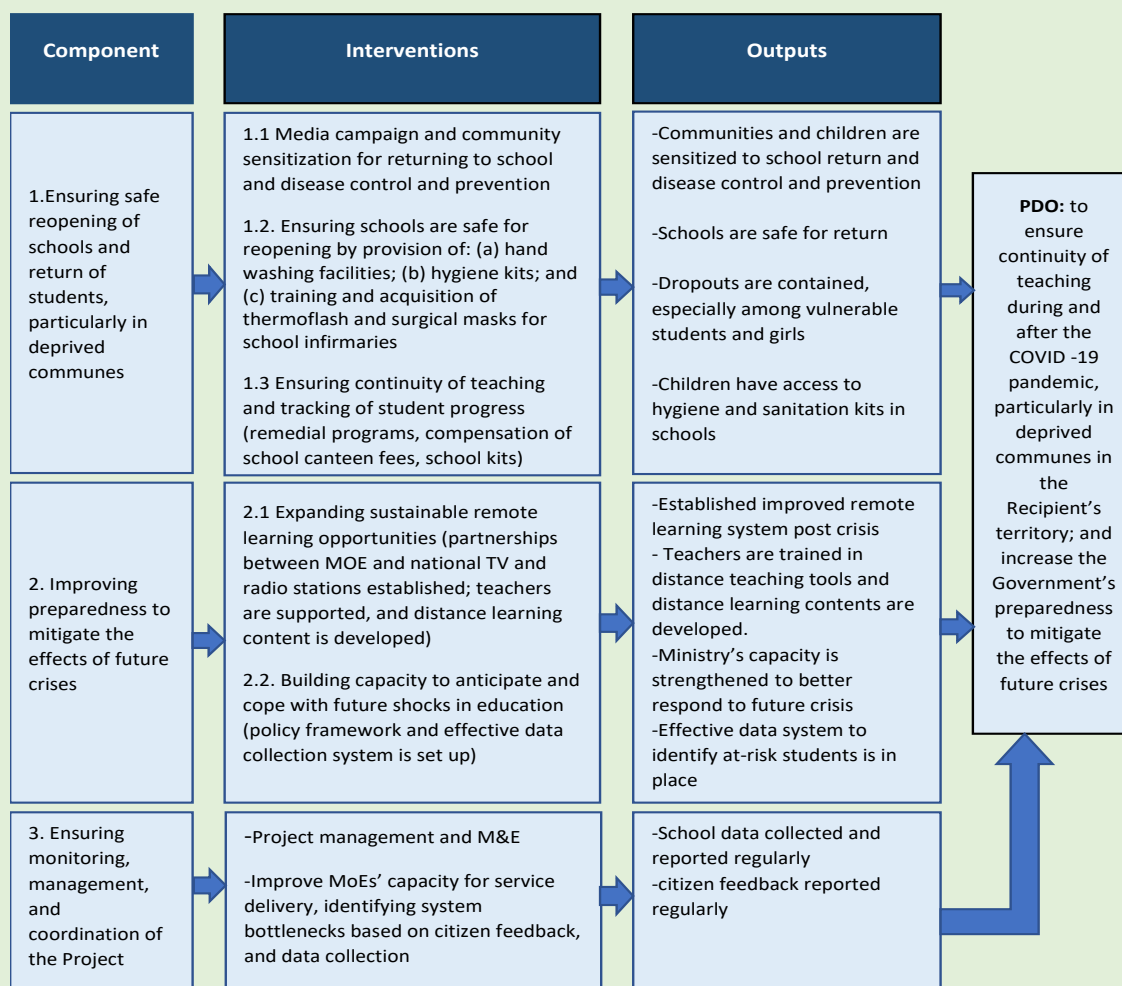 Component
Interventions
Outputs
1.Ensuring safe
reopening of
schools and
return of
students,
particularly in
deprived
communes
1.1 Media campaign and community
sensitization for returning to school
and disease control and prevention
1.2. Ensuring schools are safe for
reopening by provision of: (a) hand
washing facilities; (b) hygiene kits; and
(c) training and acquisition of
thermoflash and surgical masks for
school infirmaries
1.3 Ensuring continuity of teaching
and tracking of student progress
(remedial programs, compensation of
school canteen fees, school kits)
-Communities and children are
sensitized to school return and
disease control and prevention
-Schools are safe for return
-Dropouts are contained,
especially among vulnerable
students and girls
-Children have access to
hygiene and sanitation kits in
schools
2. Improving
preparedness to
mitigate the
effects of future
crises
2.1 Expanding sustainable remote
learning opportunities (partnerships
between MOE and national TV and
radio stations established; teachers
are supported, and distance learning
content is developed)
2.2. Building capacity to anticipate and
cope with future shocks in education
(policy framework and effective data
collection system is set up)
-Established improved remote
learning system post crisis
- Teachers are trained in
distance teaching tools and
distance learning contents are
developed.
-Ministry’s capacity is
strengthened to better
respond to future crisis
-Effective data system to
identify at-risk students is in
place
3. Ensuring
monitoring,
management,
and
coordination of
the Project
-Project management and M&E
-Improve MoEs’ capacity for service
delivery, identifying system
bottlenecks based on citizen feedback,
and data collection
-School data collected and
reported regularly
-citizen feedback reported
regularly
PDO: to
ensure
continuity of
teaching
during and
after the
COVID -19
pandemic,
particularly in
deprived
communes in
the
Recipient’s
territory; and
increase the
Government’s
preparedness
to mitigate
the effects of
future crises